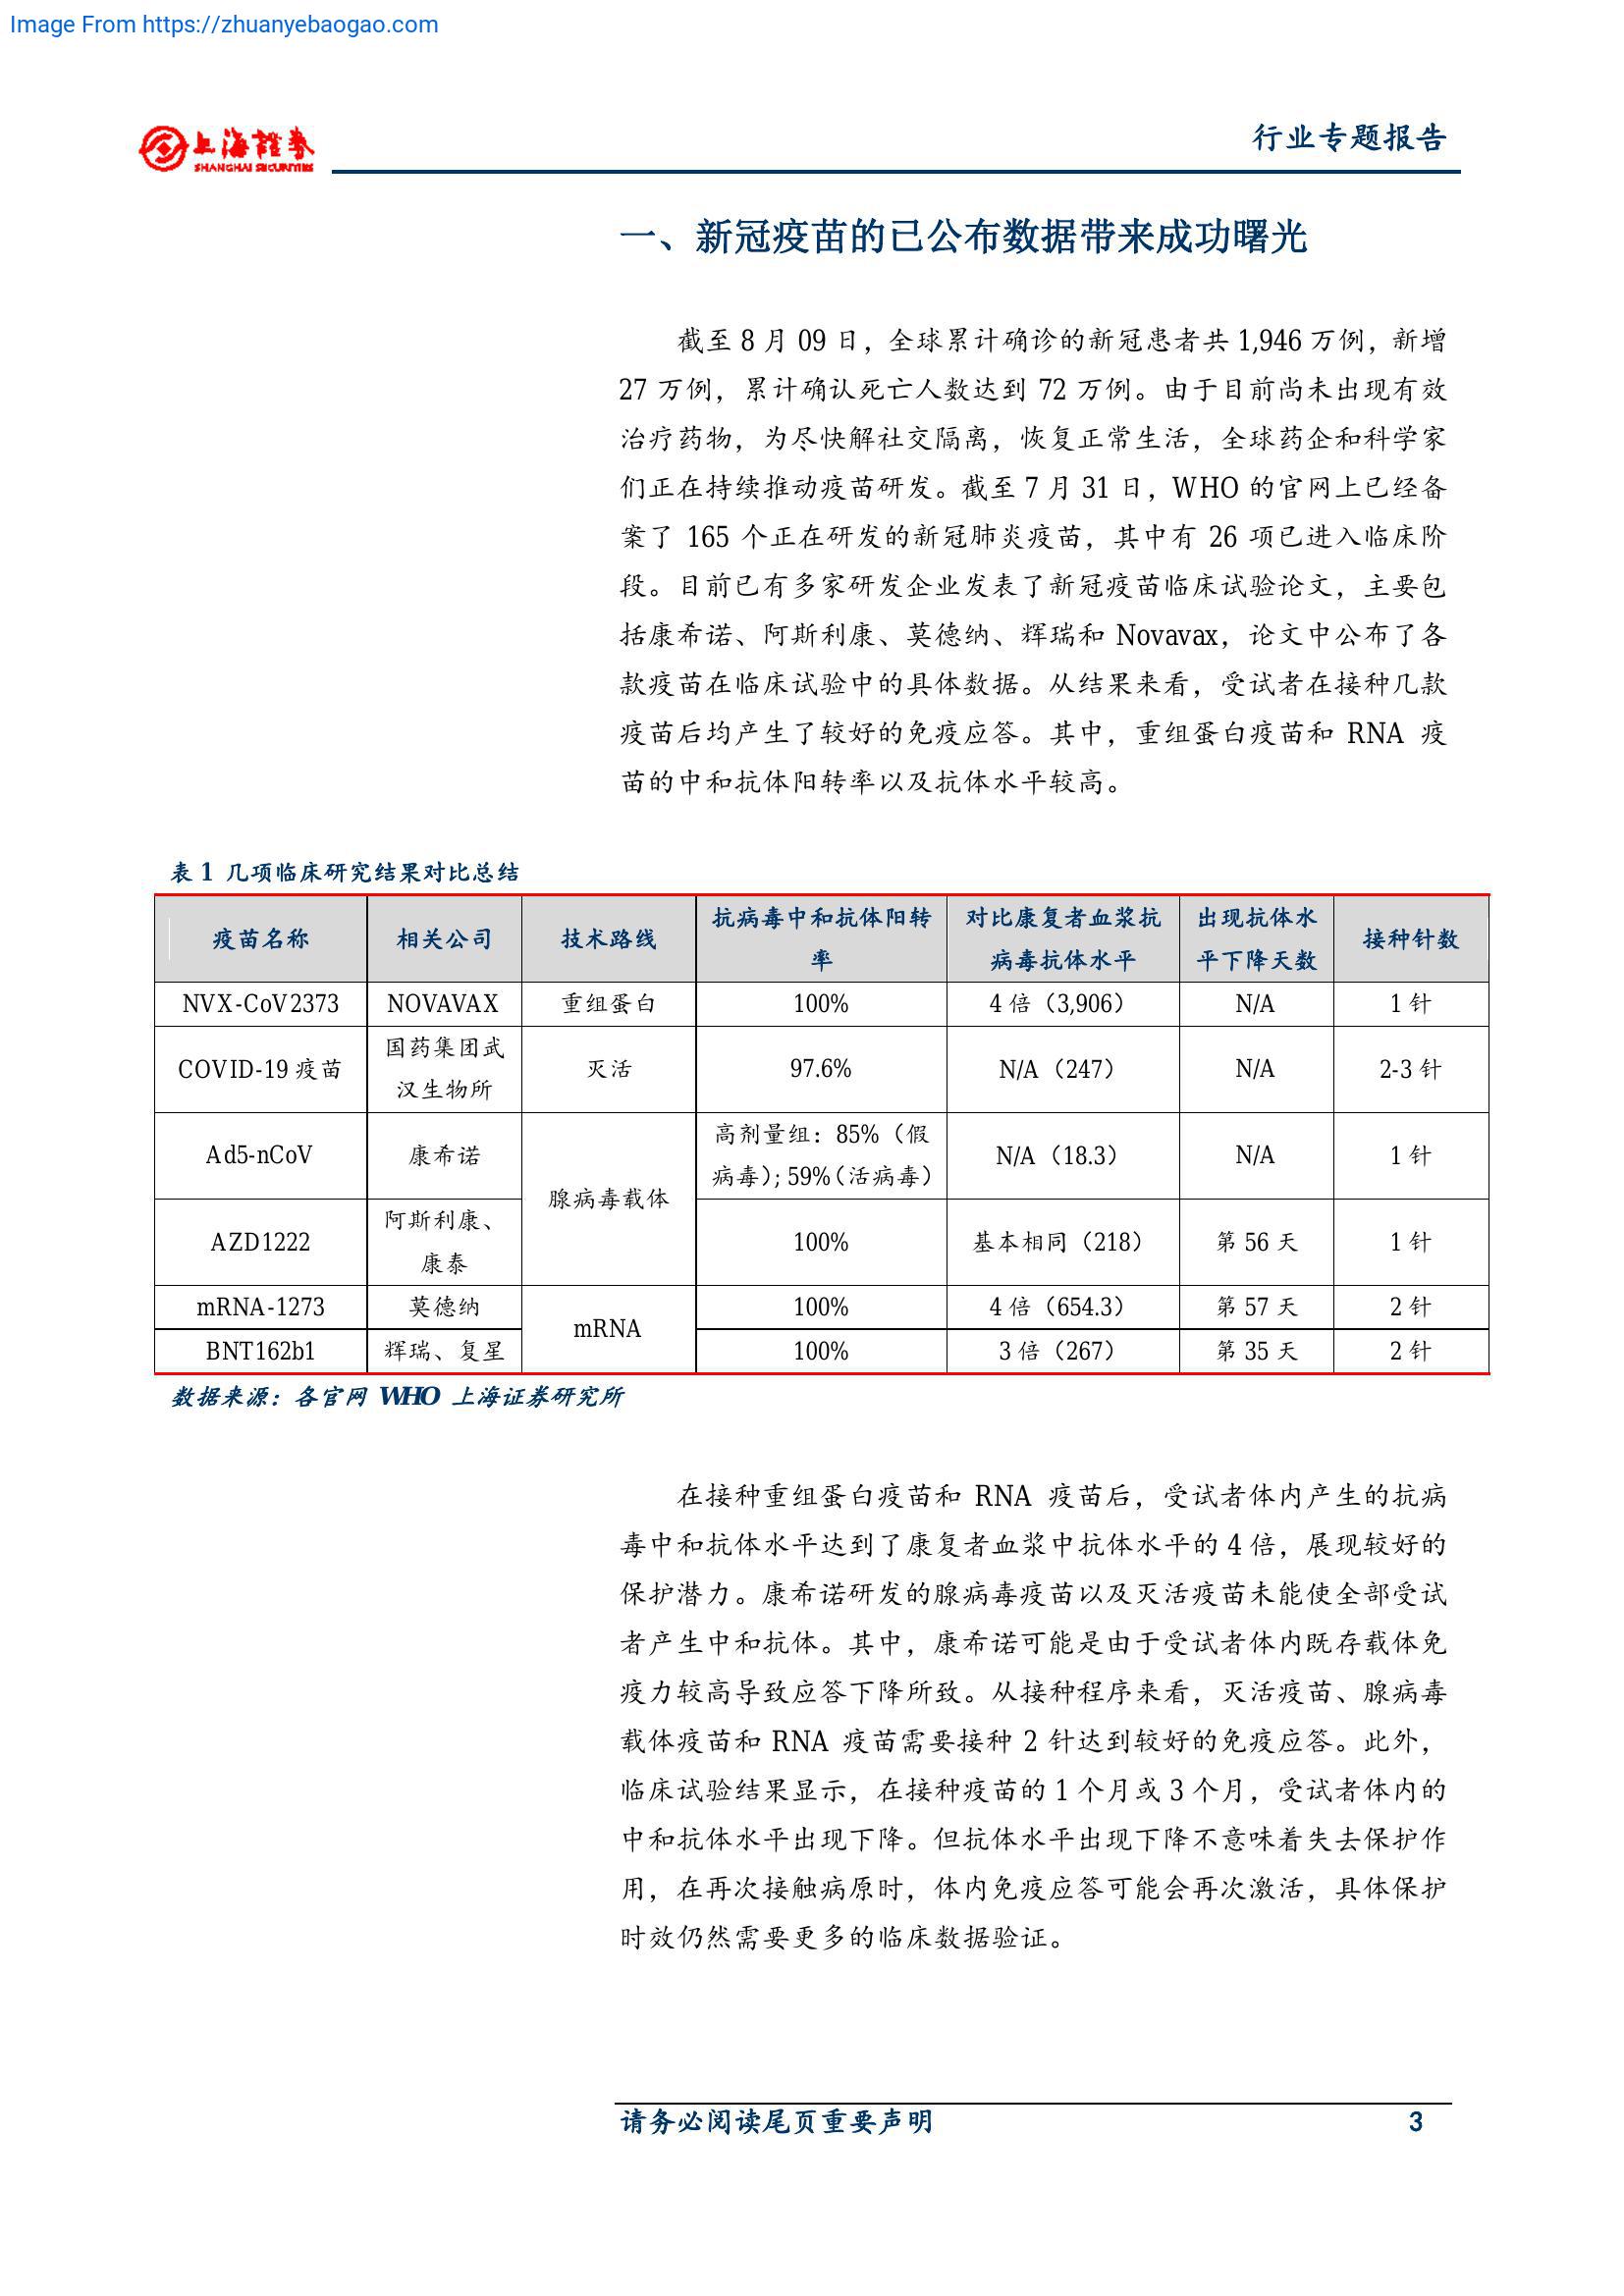 Image From https://zhuanyebaogao.com
上海證券
SHANGHAI SECURITIES
行业专题报告
一、新冠疫苗的已公布数据带来成功曙光
截至 8 月 09 日，全球累计确诊的新冠患者共 1,946 万例，新增
27 万例，累计确认死亡人数达到 72 万例。由于目前尚未出现有效
治疗药物，为尽快解社交隔离，恢复正常生活，全球药企和科学家
们正在持续推动疫苗研发。截至 7 月 31 日，WHO 的官网上已经备
案了 165 个正在研发的新冠肺炎疫苗，其中有 26 项已进入临床阶
段。目前已有多家研发企业发表了新冠疫苗临床试验论文，主要包
括康希诺、阿斯利康、莫德纳、辉瑞和 Novavax，论文中公布了各
款疫苗在临床试验中的具体数据。从结果来看，受试者在接种几款
疫苗后均产生了较好的免疫应答。其中，重组蛋白疫苗和 RNA 疫
苗的中和抗体阳转率以及抗体水平较高。
表 1 几项临床研究结果对比总结
疫苗名称 相关公司 技术路线 抗病毒中和抗体阳转率 对比康复者血浆抗病毒抗体水平 出现抗体水平下降天数 接种针数
NVX-CoV2373 NOVAVAX 重组蛋白 100% 4 倍（3,906） N/A 1 针
COVID-19 疫苗 国药集团武汉生物所 灭活 97.6% N/A（247） N/A 2-3 针
Ad5-nCoV 康希诺 腺病毒载体 高剂量组：85%（假病毒）; 59%（活病毒） N/A（18.3） N/A 1 针
AZD1222 阿斯利康、康泰 100% 基本相同（218） 第 56 天 1 针
mRNA-1273 莫德纳 mRNA 100% 4 倍（654.3） 第 57 天 2 针
BNT162b1 辉瑞、复星 100% 3 倍（267） 第 35 天 2 针
数据来源：各官网 WHO 上海证券研究所
在接种重组蛋白疫苗和 RNA 疫苗后，受试者体内产生的抗病
毒中和抗体水平达到了康复者血浆中抗体水平的 4 倍，展现较好的
保护潜力。康希诺研发的腺病毒疫苗以及灭活疫苗未能使全部受试
者产生中和抗体。其中，康希诺可能是由于受试者体内既存载体免
疫力较高导致应答下降所致。从接种程序来看，灭活疫苗、腺病毒
载体疫苗和 RNA 疫苗需要接种 2 针达到较好的免疫应答。此外，
临床试验结果显示，在接种疫苗的 1 个月或 3 个月，受试者体内的
中和抗体水平出现下降。但抗体水平出现下降不意味着失去保护作
用，在再次接触病原时，体内免疫应答可能会再次激活，具体保护
时效仍然需要更多的临床数据验证。
请务必阅读尾页重要声明 3